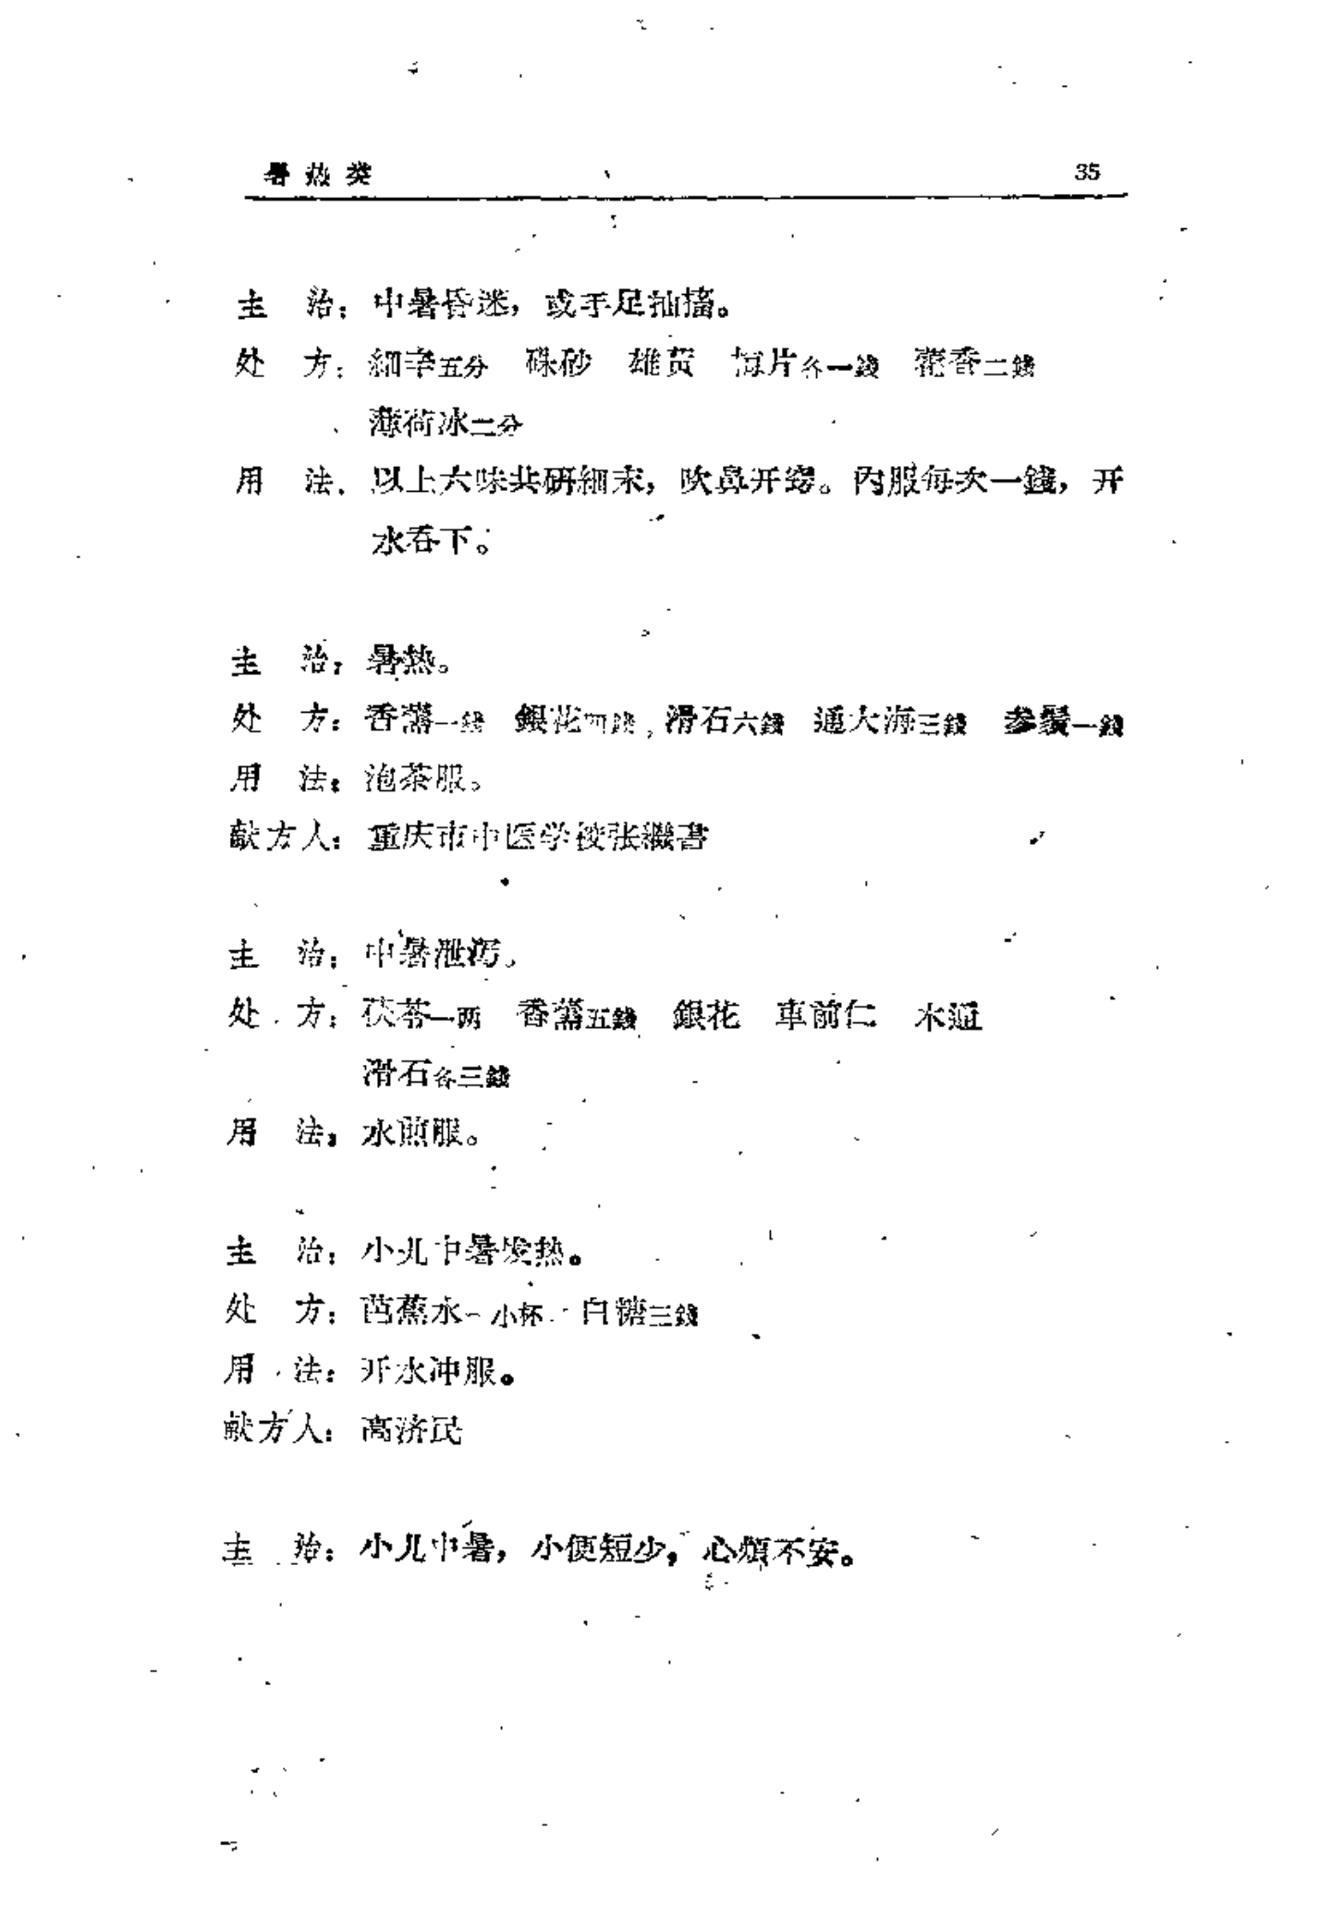 暑热类 35
主 治：中暑昏迷，或手足抽搐。
处 方：細辛五分 硃砂 雄黄 梅片各一錢 藿香二錢
薄荷冰二分
用 法：以上六味共研細末，吹鼻开窍。內服每次一錢，开
水吞下。
主 治：暑热。
处 方：香薷一錢 銀花四錢 滑石六錢 通大海三錢 参鬚一錢
用 法：泡茶服。
献方人：重庆市中医学校张繼書
主 治：中暑泄泻。
处 方：茯苓一两 香薷五錢 銀花 車前仁 木通
滑石各三錢
用 法：水煎服。
主 治：小儿中暑发热。
处 方：芭蕉水一小杯 白糖三錢
用 法：开水冲服。
献方人：高济民
主 治：小儿中暑，小便短少，心煩不安。